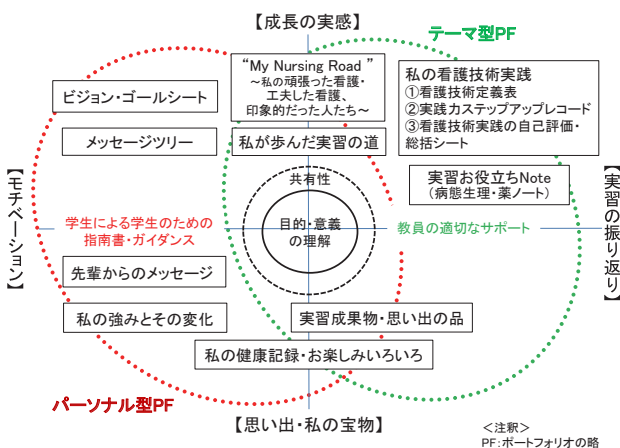 【成長の実感】
テーマ型PF
“My Nursing Road ”
～私の頑張った看護・
工夫した看護、
印象的だった人たち～
私の看護技術実践
①看護技術定義表
②実践力ステップアップレコード
③看護技術実践の自己評価・
総括シート
ビジョン・ゴールシート
メッセージツリー
私が歩んだ実習の道
実習お役立ちNote
（病態生理・薬ノート）
共有性
【モチベーション】
学生による学生のための
指南書・ガイダンス
目的・意義
の理解
教員の適切なサポート
【実習の振り返り】
先輩からのメッセージ
私の強みとその変化
実習成果物・思い出の品
私の健康記録・お楽しみいろいろ
パーソナル型PF
【思い出・私の宝物】
＜注釈＞
PF:ポートフォリオの略